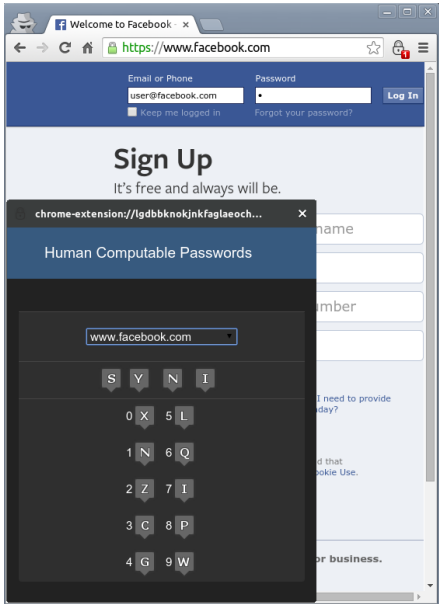 Welcome to Facebook -
https://www.facebook.com
Email or Phone
Password
user@facebook.com
Log In
Keep me logged in
Forgot your password?
Sign Up
It's free and always will be.
chrome-extension://lgdbbknokjnkfaglaeoch...
name
Human Computable Passwords
umber
www.facebook.com
S Y N I
I need to provide
day?
0 X 5 L
1 N 6 Q
d that
ookie Use.
2 Z 7 I
3 C 8 P
or business.
4 G 9 W